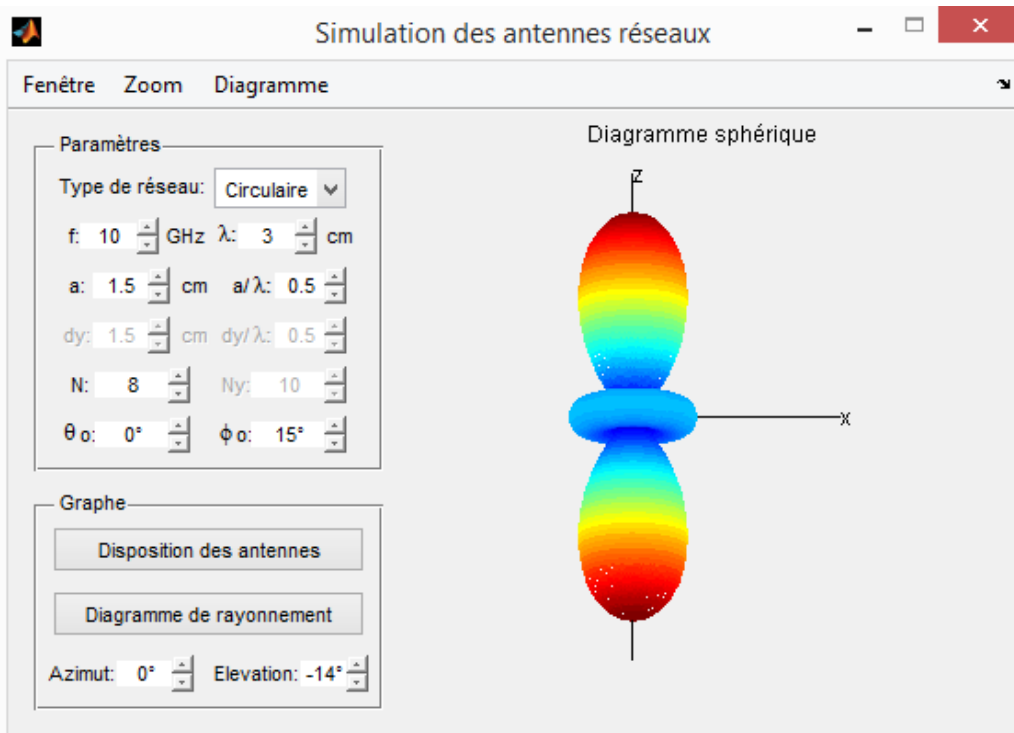 Simulation des antennes réseaux
Fenêtre Zoom Diagramme
Paramètres
Type de réseau: Circulaire
f: 10 GHz λ: 3 cm
a: 1.5 cm a/λ: 0.5
dy: 1.5 cm dy/λ: 0.5
N: 8 Ny: 10
θo: 0° ϕo: 15°
Graphe
Disposition des antennes
Diagramme de rayonnement
Azimut: 0° Elevation: -14°
Diagramme sphérique
z
x